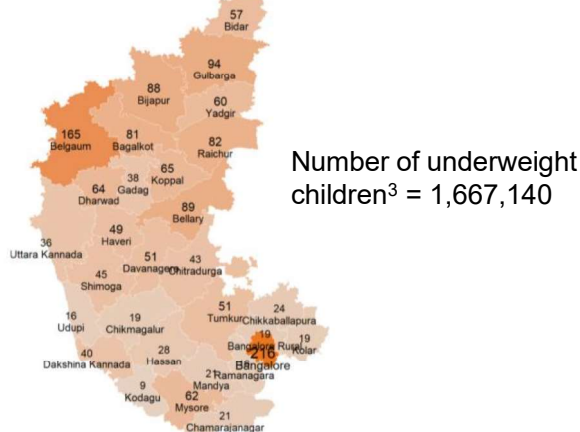 57
Bidar
94
Gulbarga
88
Bijapur
60
Yadgir
165
Belgaum
81
Bagalkot
82
Raichur
65
Koppal
38
Gadag
64
Dharwad
89
Bellary
49
Haveri
36
Uttara Kannada
51
Davanagere
43
Chitradurga
45
Shimoga
51
Tumkur
24
Chikkaballapura
16
Udupi
19
Chikmagalur
19
Bangalore Rural
19
Kolar
216
Bangalore
40
Dakshina Kannada
28
Hassan
Ramanagara
21
Mandya
9
Kodagu
62
Mysore
21
Chamarajanagar
Number of underweight
children³ = 1,667,140